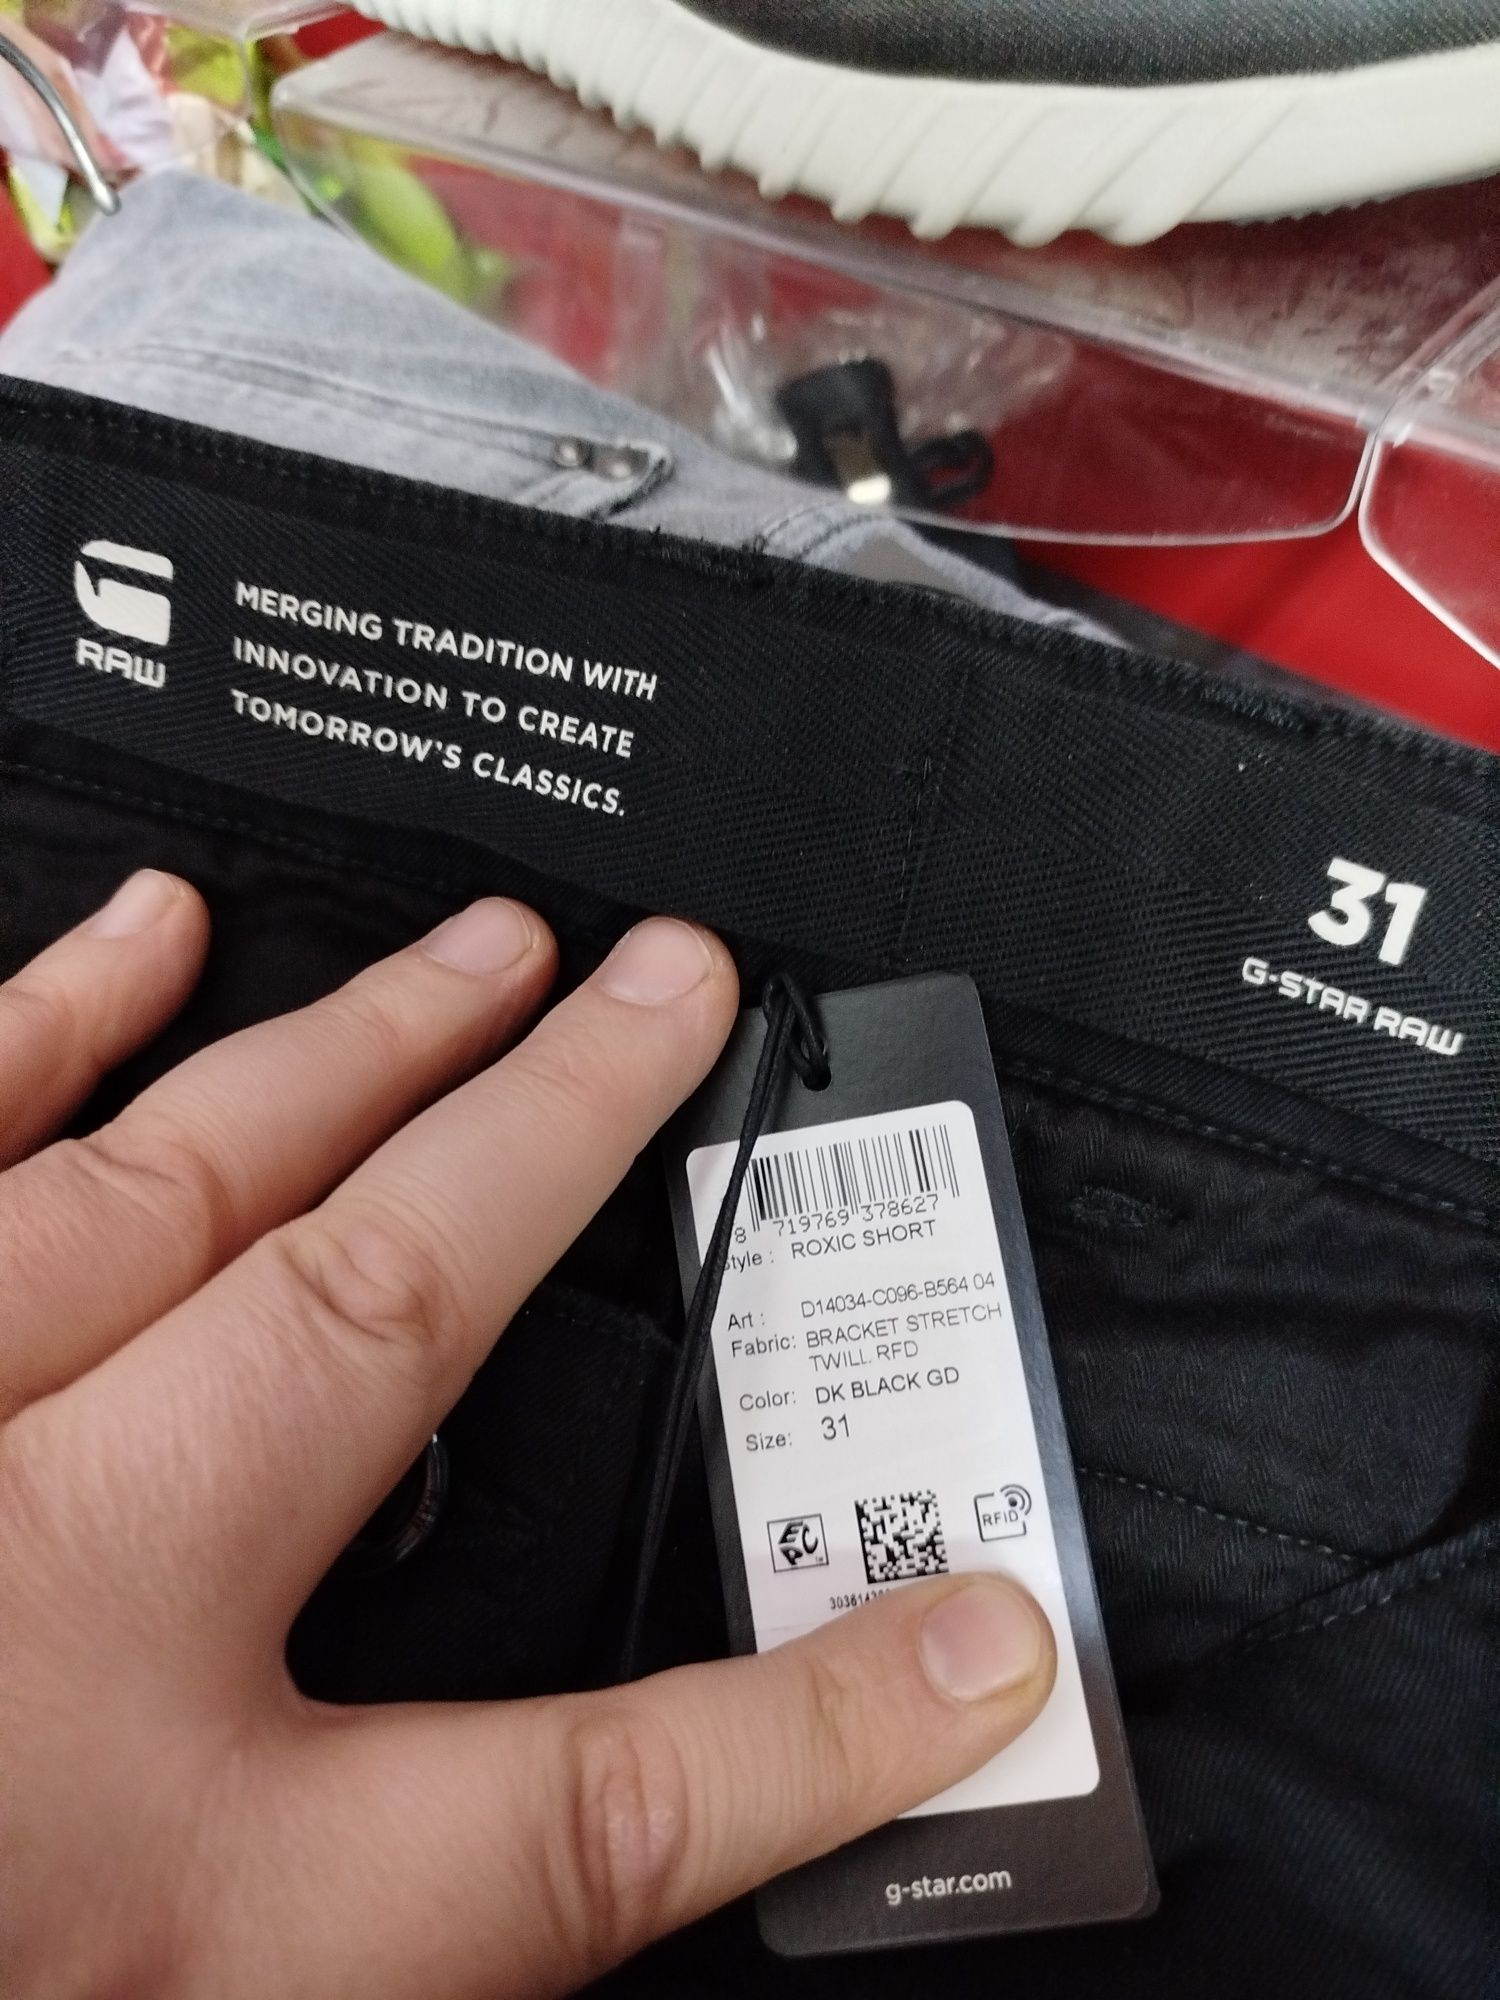 RAW
MERGING TRADITION WITH
INNOVATION TO CREATE
TOMORROW'S CLASSICS.
31
G-STAR RAW
8 719769 378627
Style : ROXIC SHORT
Art : D14034-C096-B564 04
Fabric: BRACKET STRETCH
TWILL RFD
Color: DK BLACK GD
Size: 31
EPC
RFID
g-star.com